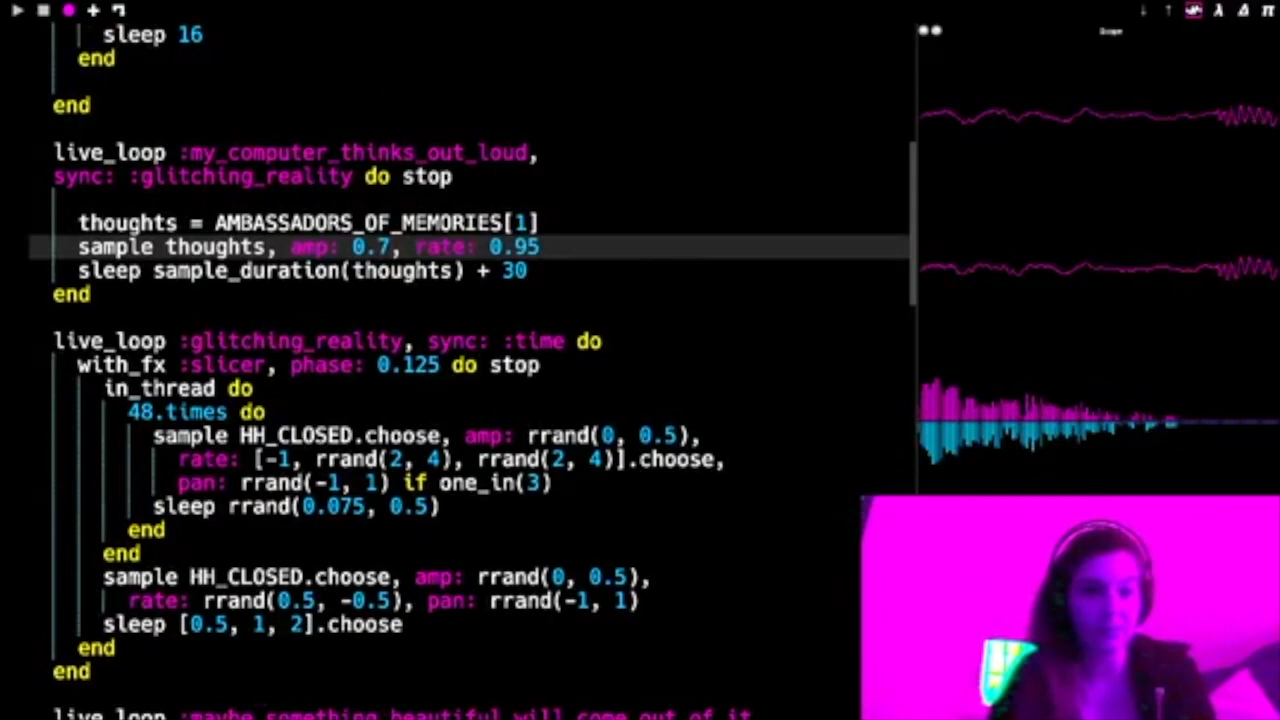 sleep 16
end
end
Scope
live_loop :my_computer_thinks_out_loud,
sync: :glitching_reality do stop
thoughts = AMBASSADORS_OF_MEMORIES[1]
sample thoughts, amp: 0.7, rate: 0.95
sleep sample_duration(thoughts) + 30
end
live_loop :glitching_reality, sync: :time do
with_fx :slicer, phase: 0.125 do stop
in_thread do
48.times do
sample HH_CLOSED.choose, amp: rrand(0, 0.5),
rate: [-1, rrand(2, 4), rrand(2, 4)].choose,
pan: rrand(-1, 1) if one_in(3)
sleep rrand(0.075, 0.5)
end
end
sample HH_CLOSED.choose, amp: rrand(0, 0.5),
rate: rrand(0.5, -0.5), pan: rrand(-1, 1)
sleep [0.5, 1, 2].choose
end
end
live_loop :maybe_something_beautiful_will_come_out_of_it